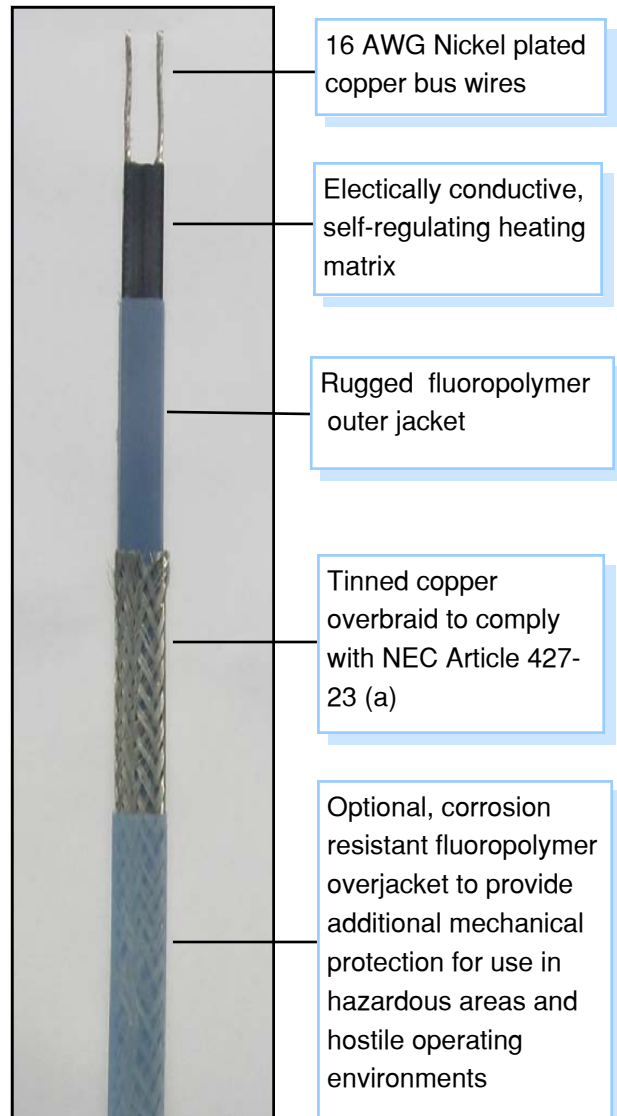 16 AWG Nickel plated
copper bus wires
Electically conductive,
self-regulating heating
matrix
Rugged fluoropolymer
outer jacket
Tinned copper
overbraid to comply
with NEC Article 427-
23 (a)
Optional, corrosion
resistant fluoropolymer
overjacket to provide
additional mechanical
protection for use in
hazardous areas and
hostile operating
environments